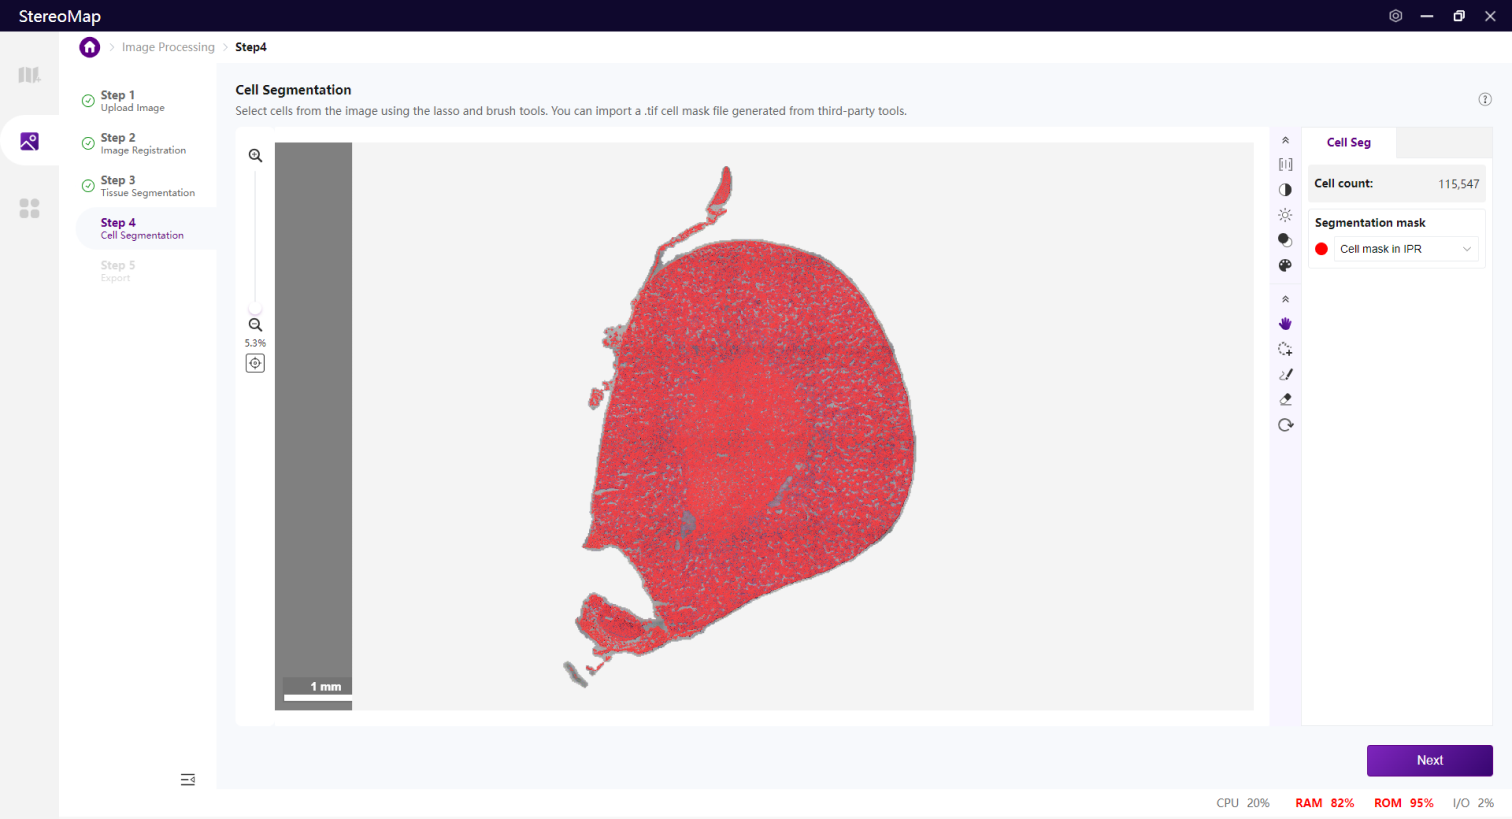 StereoMap
Image Processing
Step4
Step 1
Upload Image
Step 2
Image Registration
Step 3
Tissue Segmentation
Step 4
Cell Segmentation
Step 5
Export
Cell Segmentation
Select cells from the image using the lasso and brush tools. You can import a .tif cell mask file generated from third-party tools.
5.3%
1 mm
Cell Seg
Cell count: 115,547
Segmentation mask
Cell mask in IPR
Next
CPU 20% RAM 82% ROM 95% I/O 2%